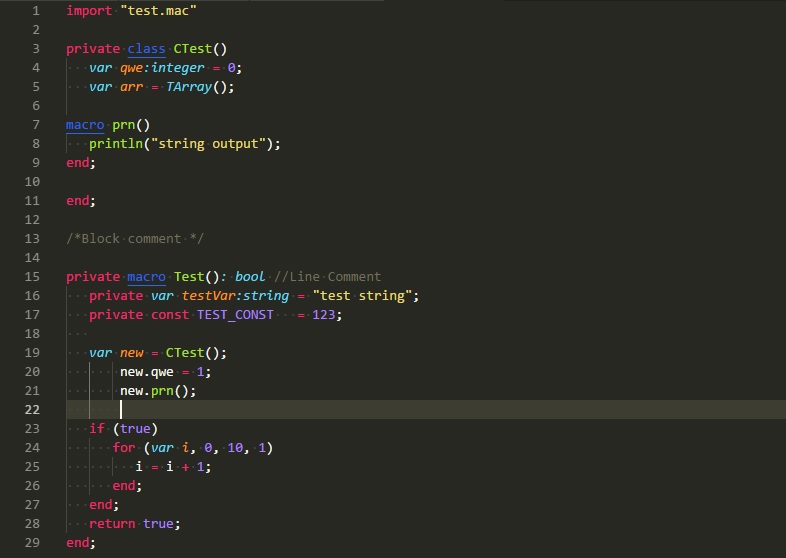 1 import "test.mac"
2
3 private class CTest()
4 var qwe:integer = 0;
5 var arr = TArray();
6
7 macro prn()
8 println("string output");
9 end;
10
11 end;
12
13 /*Block comment */
14
15 private macro Test(): bool //Line Comment
16 private var testVar:string = "test string";
17 private const TEST_CONST = 123;
18
19 var new = CTest();
20 new.qwe = 1;
21 new.prn();
22
23 if (true)
24 for (var i, 0, 10, 1)
25 i = i + 1;
26 end;
27 end;
28 return true;
29 end;